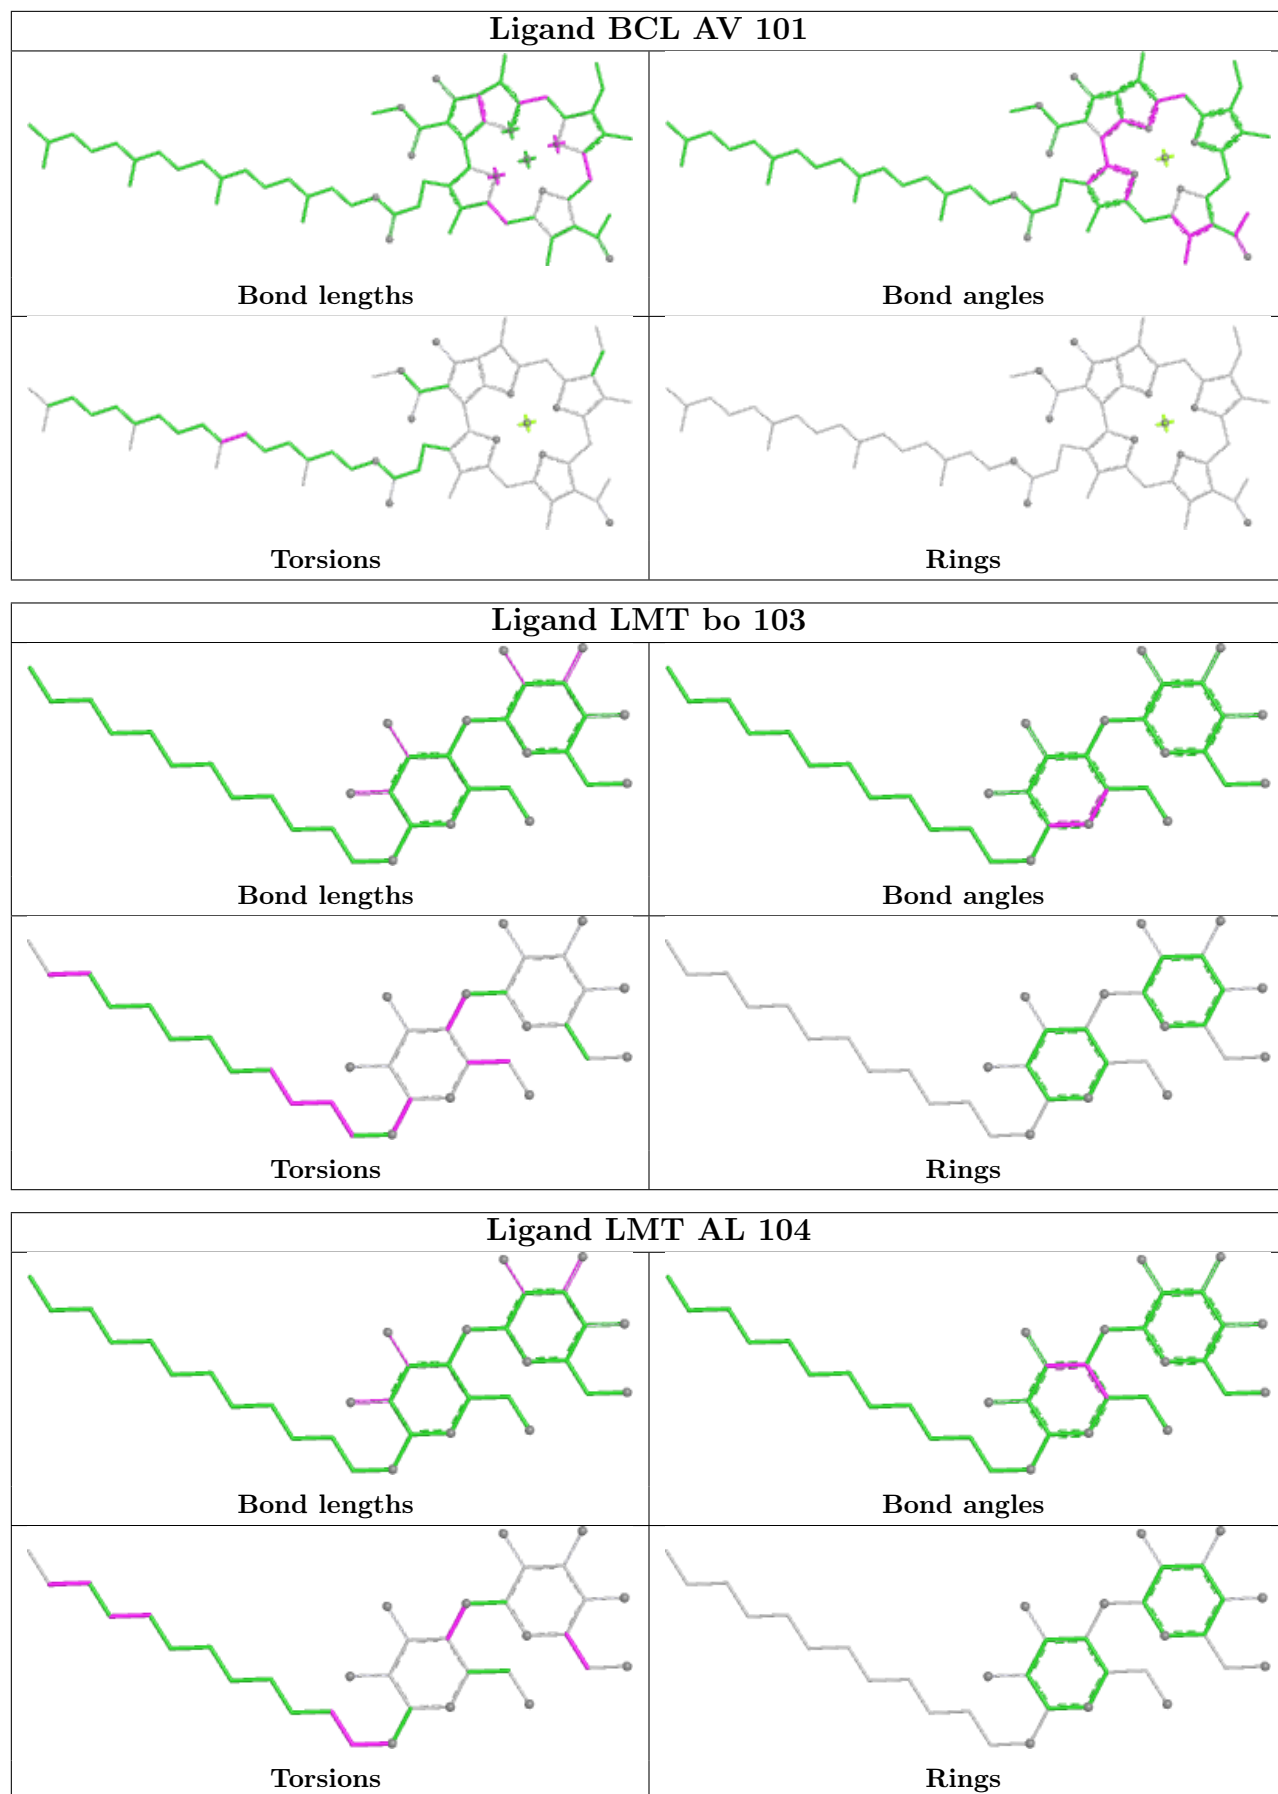 Ligand BCL AV 101
Bond lengths
Bond angles
Torsions
Rings
Ligand LMT bo 103
Bond lengths
Bond angles
Torsions
Rings
Ligand LMT AL 104
Bond lengths
Bond angles
Torsions
Rings